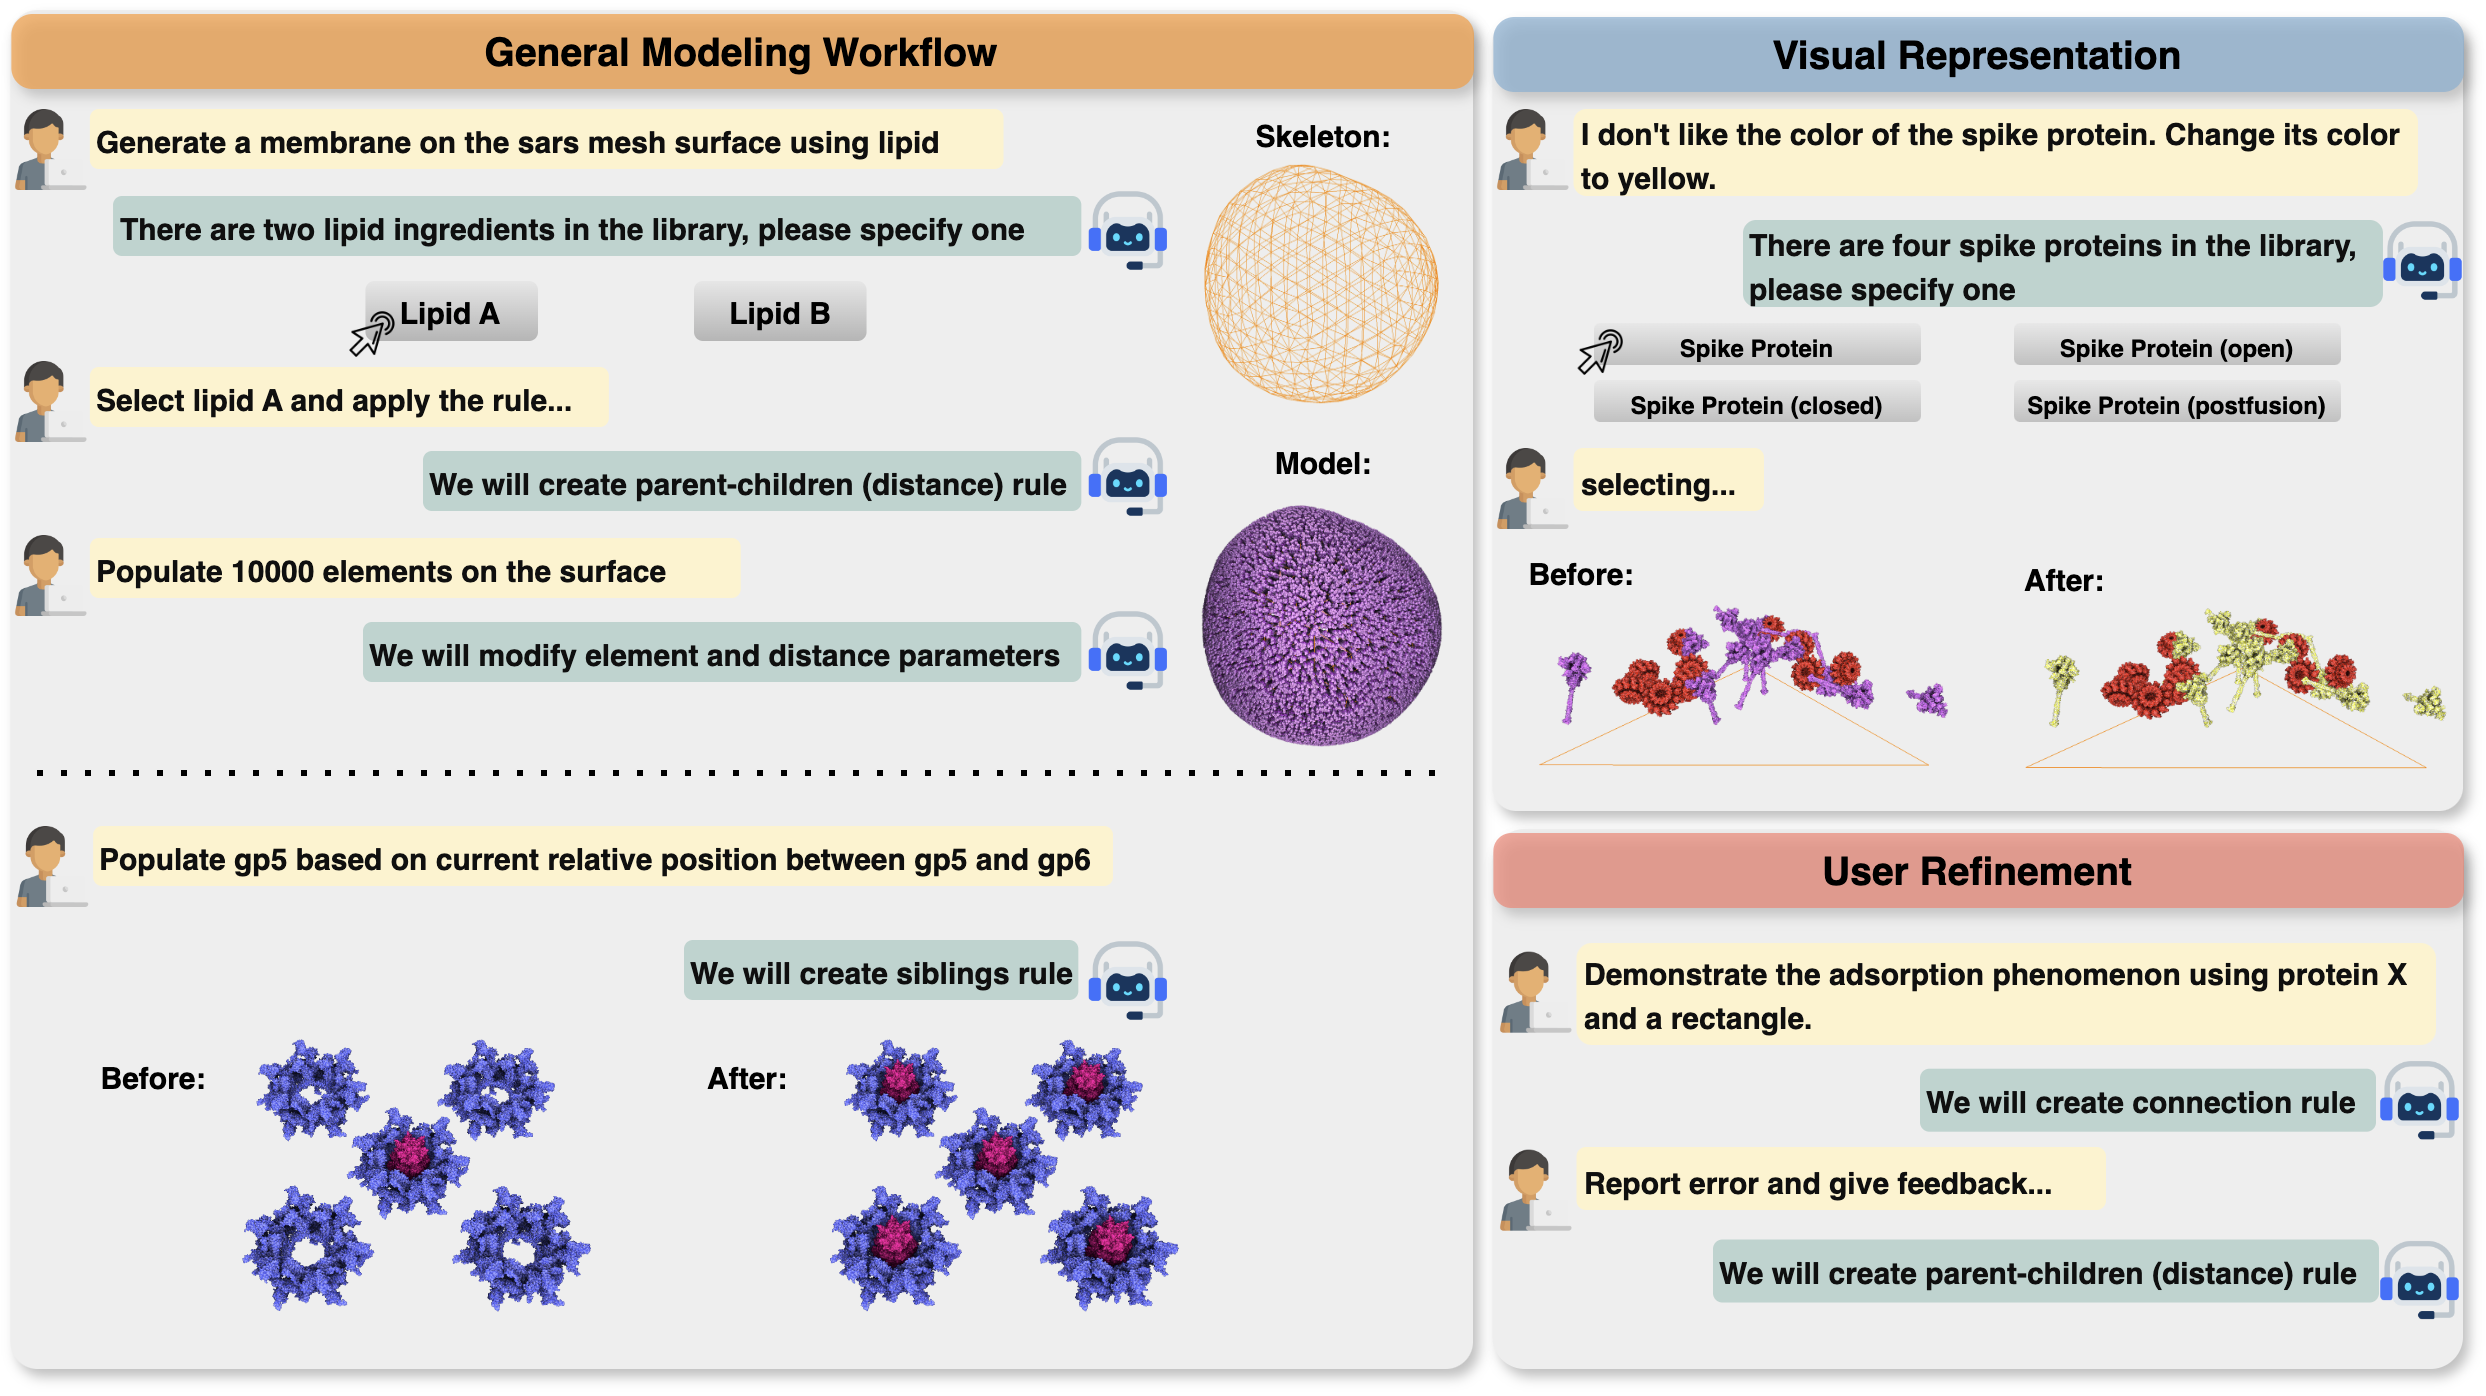 General Modeling Workflow
Generate a membrane on the sars mesh surface using lipid
There are two lipid ingredients in the library, please specify one
Lipid A
Lipid B
Select lipid A and apply the rule...
We will create parent-children (distance) rule
Populate 10000 elements on the surface
We will modify element and distance parameters
Skeleton:
Model:
Populate gp5 based on current relative position between gp5 and gp6
We will create siblings rule
Before:
After:
Visual Representation
I don't like the color of the spike protein. Change its color
to yellow.
There are four spike proteins in the library,
please specify one
Spike Protein
Spike Protein (open)
Spike Protein (closed)
Spike Protein (postfusion)
selecting...
Before:
After:
User Refinement
Demonstrate the adsorption phenomenon using protein X
and a rectangle.
We will create connection rule
Report error and give feedback...
We will create parent-children (distance) rule